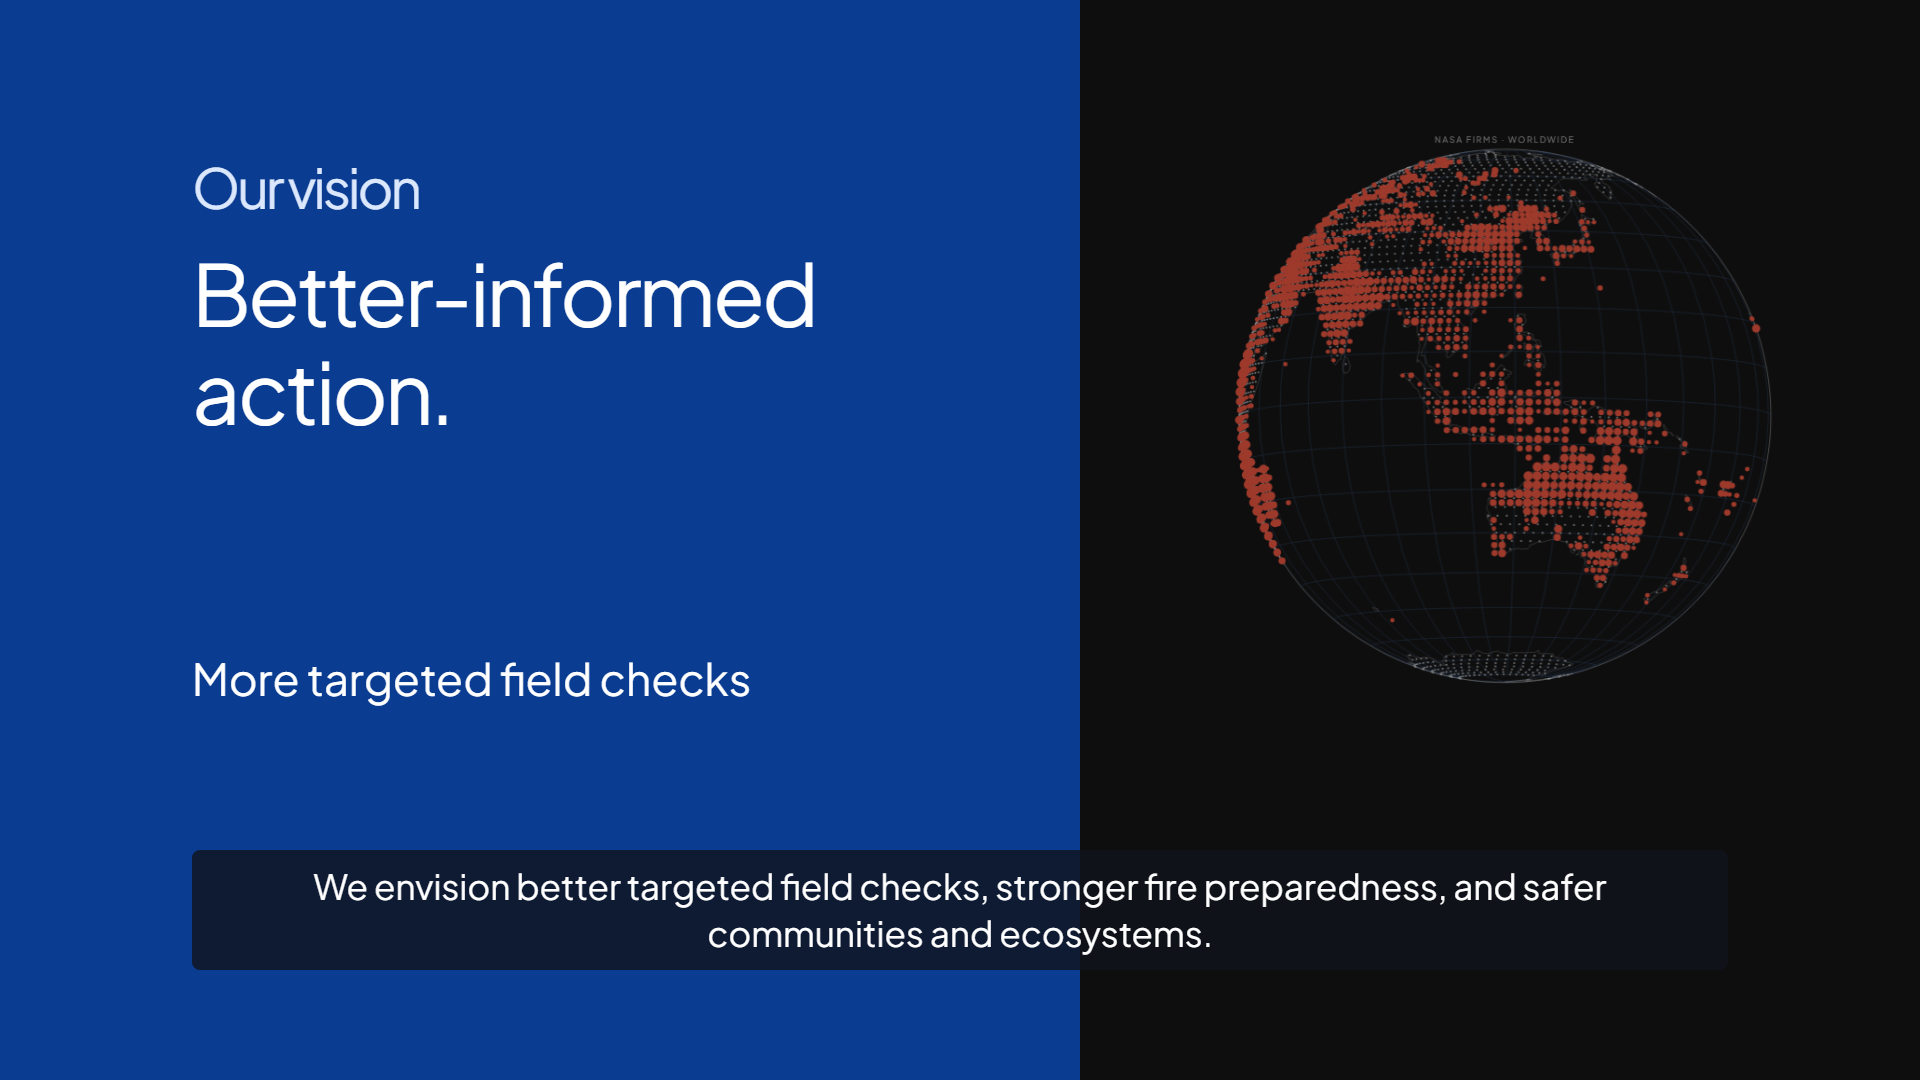 Our vision
Better-informed
action.
More targeted field checks
NASA FIRMS · WORLDWIDE
We envision better targeted field checks, stronger fire preparedness, and safer
communities and ecosystems.